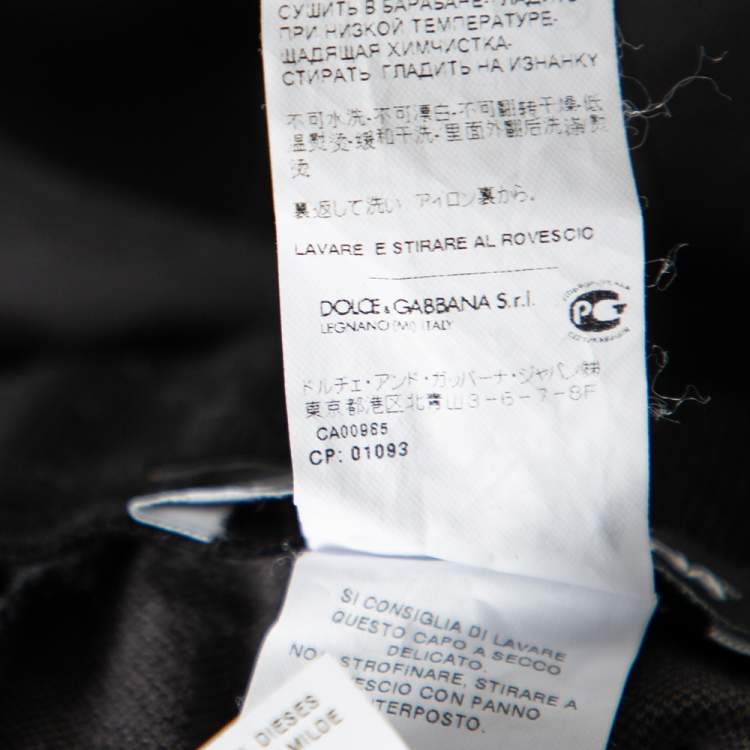 СУШИТЬ В БАРАБАНЕ-ГЛАДИТЬ
ПРИ НИЗКОЙ ТЕМПЕРАТУРЕ-
ЩАДЯЩАЯ ХИМЧИСТКА-
СТИРАТЬ ГЛАДИТЬ НА ИЗНАНКУ
不可水洗-不可漂白-不可翻转干燥-低
温熨烫-缓和干洗-里面外翻后洗涤熨
烫
裏返して洗い アイロン裏から。
LAVARE E STIRARE AL ROVESCIO
DOLCE & GABBANA S.r.l.
LEGNANO (MI) ITALY
РСТ
ドルチェ・アンド・ガッバーナ・ジャパン㈱
東京都港区北青山3-6-7-8F
CA00965
CP: 01093
SI CONSIGLIA DI LAVARE
QUESTO CAPO A SECCO
DELICATO.
STROFINARE, STIRARE A
CON PANNO
DIESES
MILDE